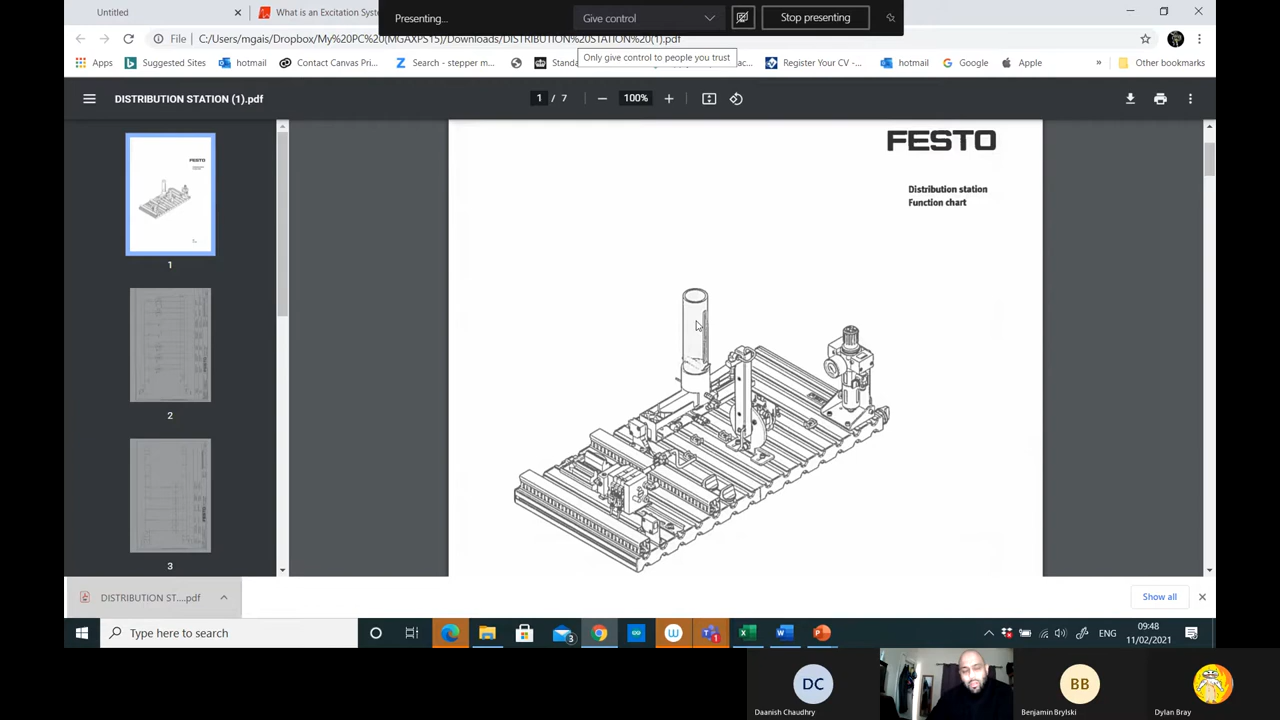 Untitled
What is an Excitation Syste
Presenting...
Give control
Stop presenting
File
C:/Users/mgais/Dropbox/My%20PC%20(MGAXPS15)/Downloads/DISTRIBUTION%20STATION%20(1).pdf
Only give control to people you trust
Apps
Suggested Sites
hotmail
Contact Canvas Pri...
Search - stepper m...
Standa
Register Your CV -...
hotmail
Google
Apple
»
Other bookmarks
DISTRIBUTION STATION (1).pdf
1 / 7
100%
FESTO
Distribution station
Function chart
FESTO
1
2
3
DISTRIBUTION ST....pdf
Show all
Type here to search
3
1
ENG
09:48
11/02/2021
DC
Daanish Chaudhry
BB
Benjamin Brylski
Dylan Bray